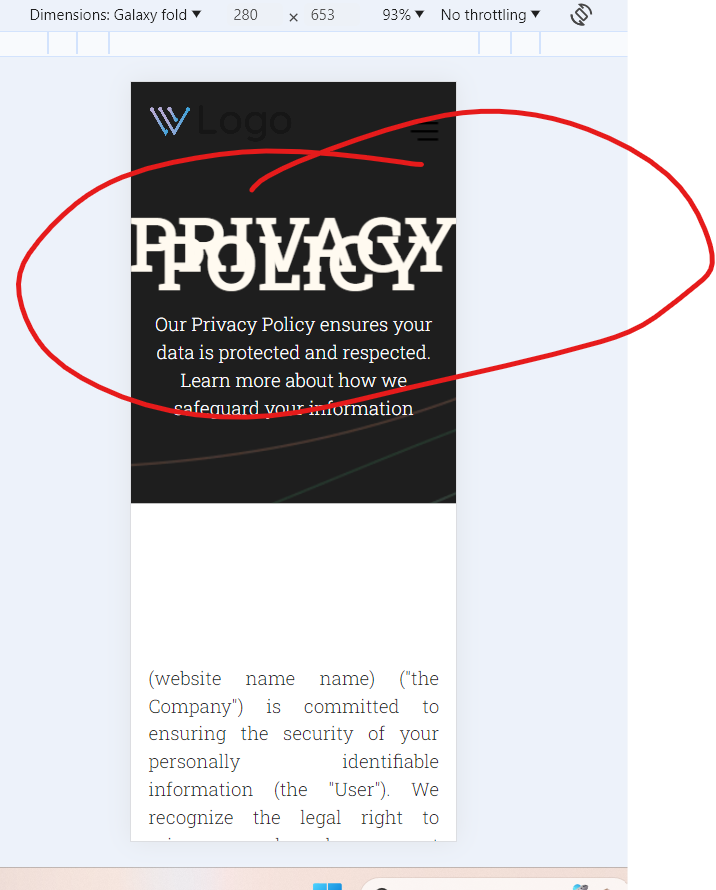 Dimensions: Galaxy fold ▼ 280 × 653 93% ▼ No throttling ▼
Logo
PRIVACY
POLICY
Our Privacy Policy ensures your
data is protected and respected.
Learn more about how we
safeguard your information
(website name name) ("the
Company") is committed to
ensuring the security of your
personally identifiable
information (the "User"). We
recognize the legal right to